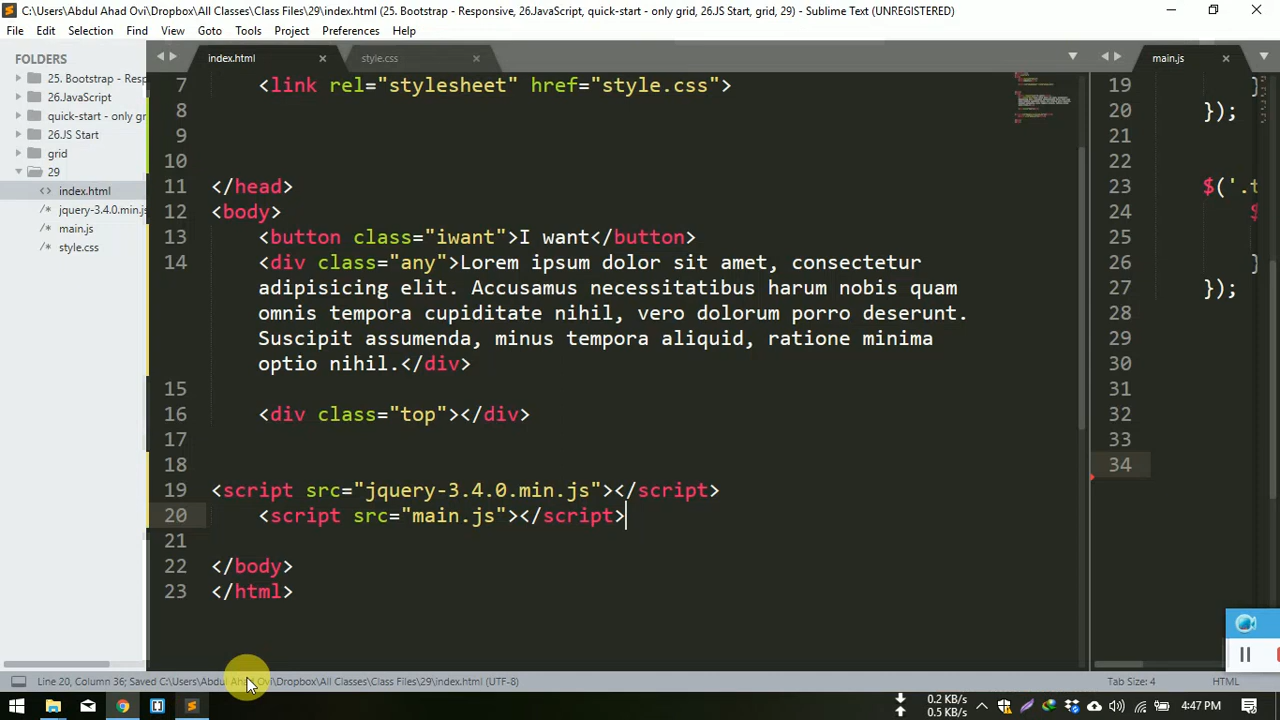 C:\Users\Abdul Ahad Ovi\Dropbox\All Classes\Class Files\29\index.html (25. Bootstrap - Responsive, 26.JavaScript, quick-start - only grid, 26.JS Start, grid, 29) - Sublime Text (UNREGISTERED)
File Edit Selection Find View Goto Tools Project Preferences Help
FOLDERS
25. Bootstrap - Resp
26.JavaScript
quick-start - only gr
26.JS Start
grid
29
index.html
jquery-3.4.0.min.js
main.js
style.css
index.html
style.css
7 <link rel="stylesheet" href="style.css">
8
9
10
11 </head>
12 <body>
13 <button class="iwant">I want</button>
14 <div class="any">Lorem ipsum dolor sit amet, consectetur
adipisicing elit. Accusamus necessitatibus harum nobis quam
omnis tempora cupiditate nihil, vero dolorum porro deserunt.
Suscipit assumenda, minus tempora aliquid, ratione minima
optio nihil.</div>
15
16 <div class="top"></div>
17
18
19 <script src="jquery-3.4.0.min.js"></script>
20 <script src="main.js"></script>
21
22 </body>
23 </html>
main.js
19 }
20 });
21
22
23 $('.t
24 $
25
26 }
27 });
28
29
30
31
32
33
34
Line 20, Column 36; Saved C:\Users\Abdul Ahad Ovi\Dropbox\All Classes\Class Files\29\index.html (UTF-8)
Tab Size: 4
HTML
0.2 KB/s
0.5 KB/s
4:47 PM